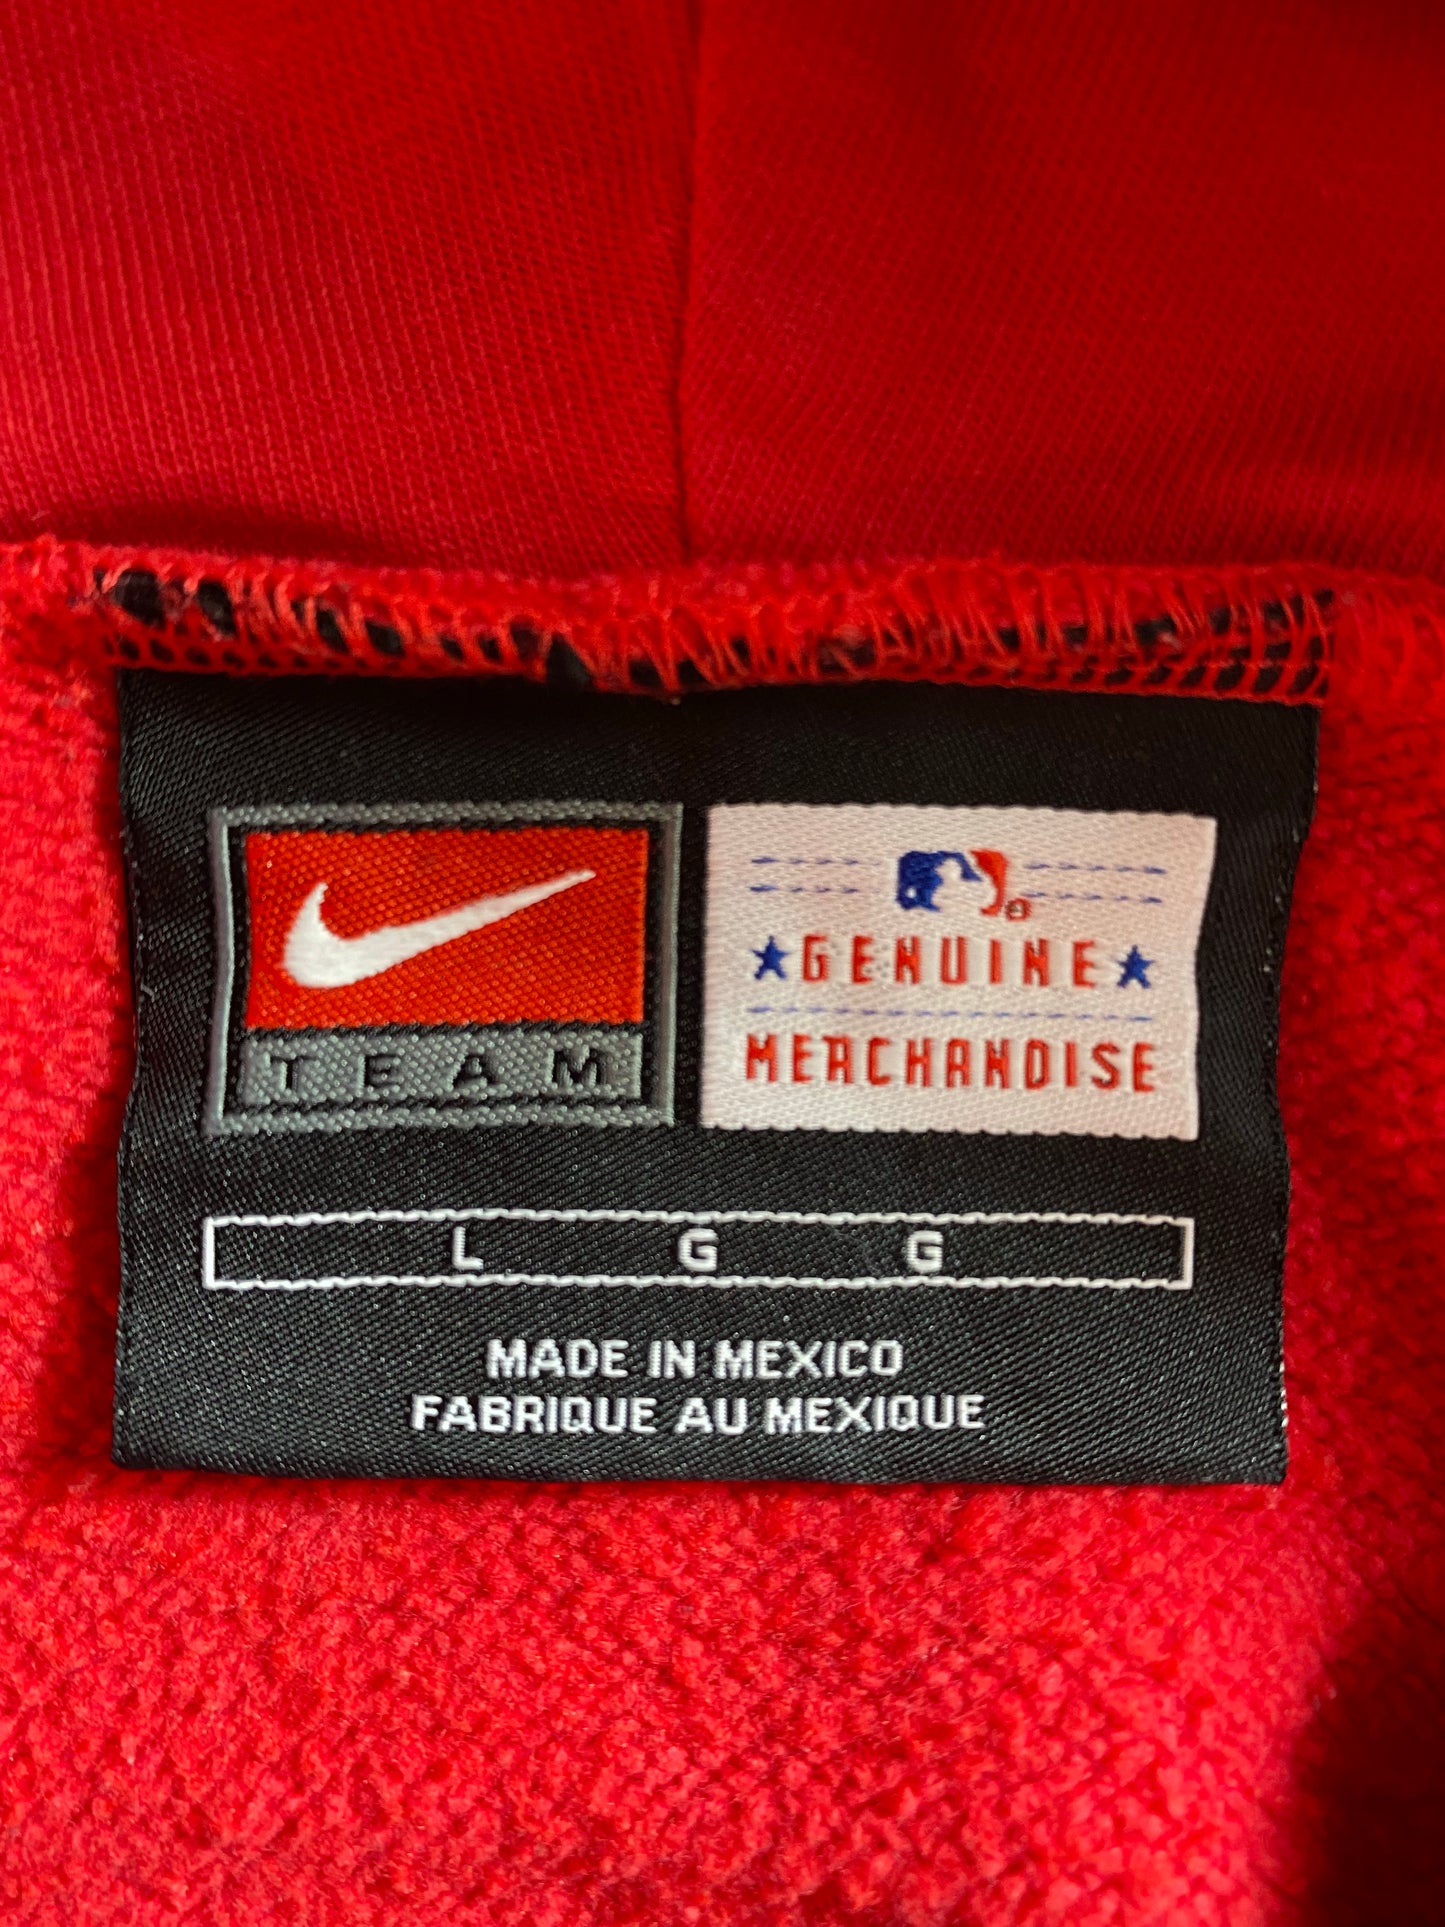 TEAM
GENUINE
MERCHANDISE
L G G
MADE IN MEXICO
FABRIQUE AU MEXIQUE